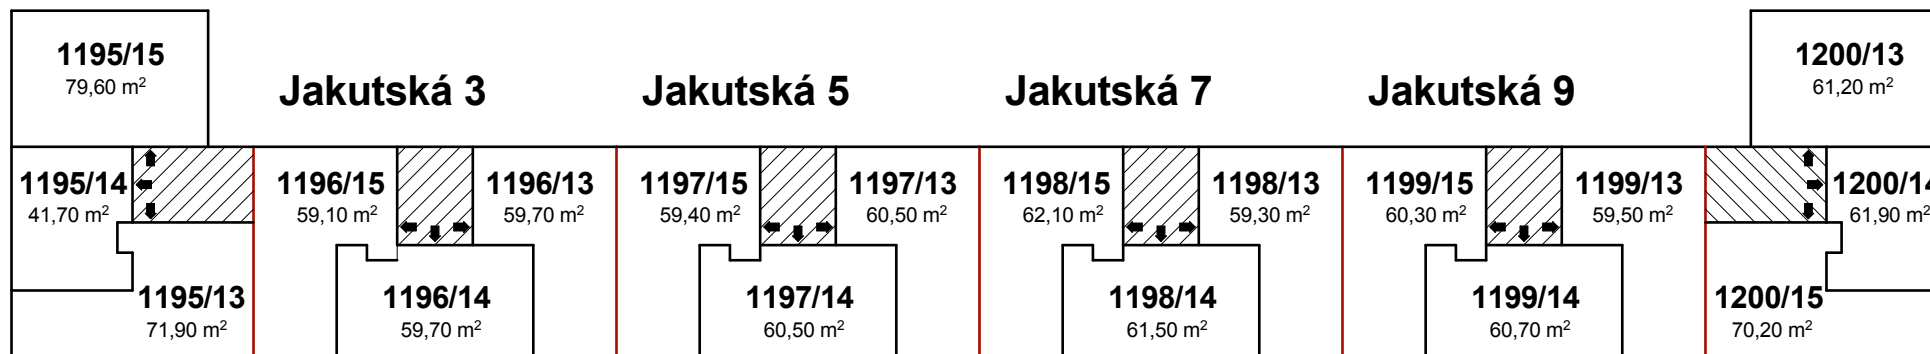 1195/15
79,60 m²
Jakutská 3
Jakutská 5
Jakutská 7
Jakutská 9
1200/13
61,20 m²
1195/14
41,70 m²
1196/15
59,10 m²
1196/13
59,70 m²
1197/15
59,40 m²
1197/13
60,50 m²
1198/15
62,10 m²
1198/13
59,30 m²
1199/15
60,30 m²
1199/13
59,50 m²
1200/14
61,90 m²
1195/13
71,90 m²
1196/14
59,70 m²
1197/14
60,50 m²
1198/14
61,50 m²
1199/14
60,70 m²
1200/15
70,20 m²